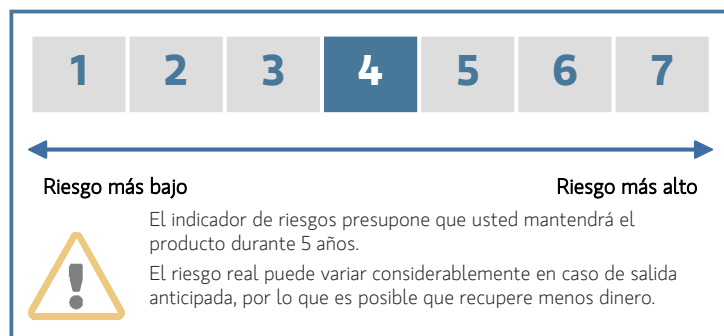 1 2 3 4 5 6 7
Riesgo más bajo Riesgo más alto
El indicador de riesgos presupone que usted mantendrá el
producto durante 5 años.
El riesgo real puede variar considerablemente en caso de salida
anticipada, por lo que es posible que recupere menos dinero.